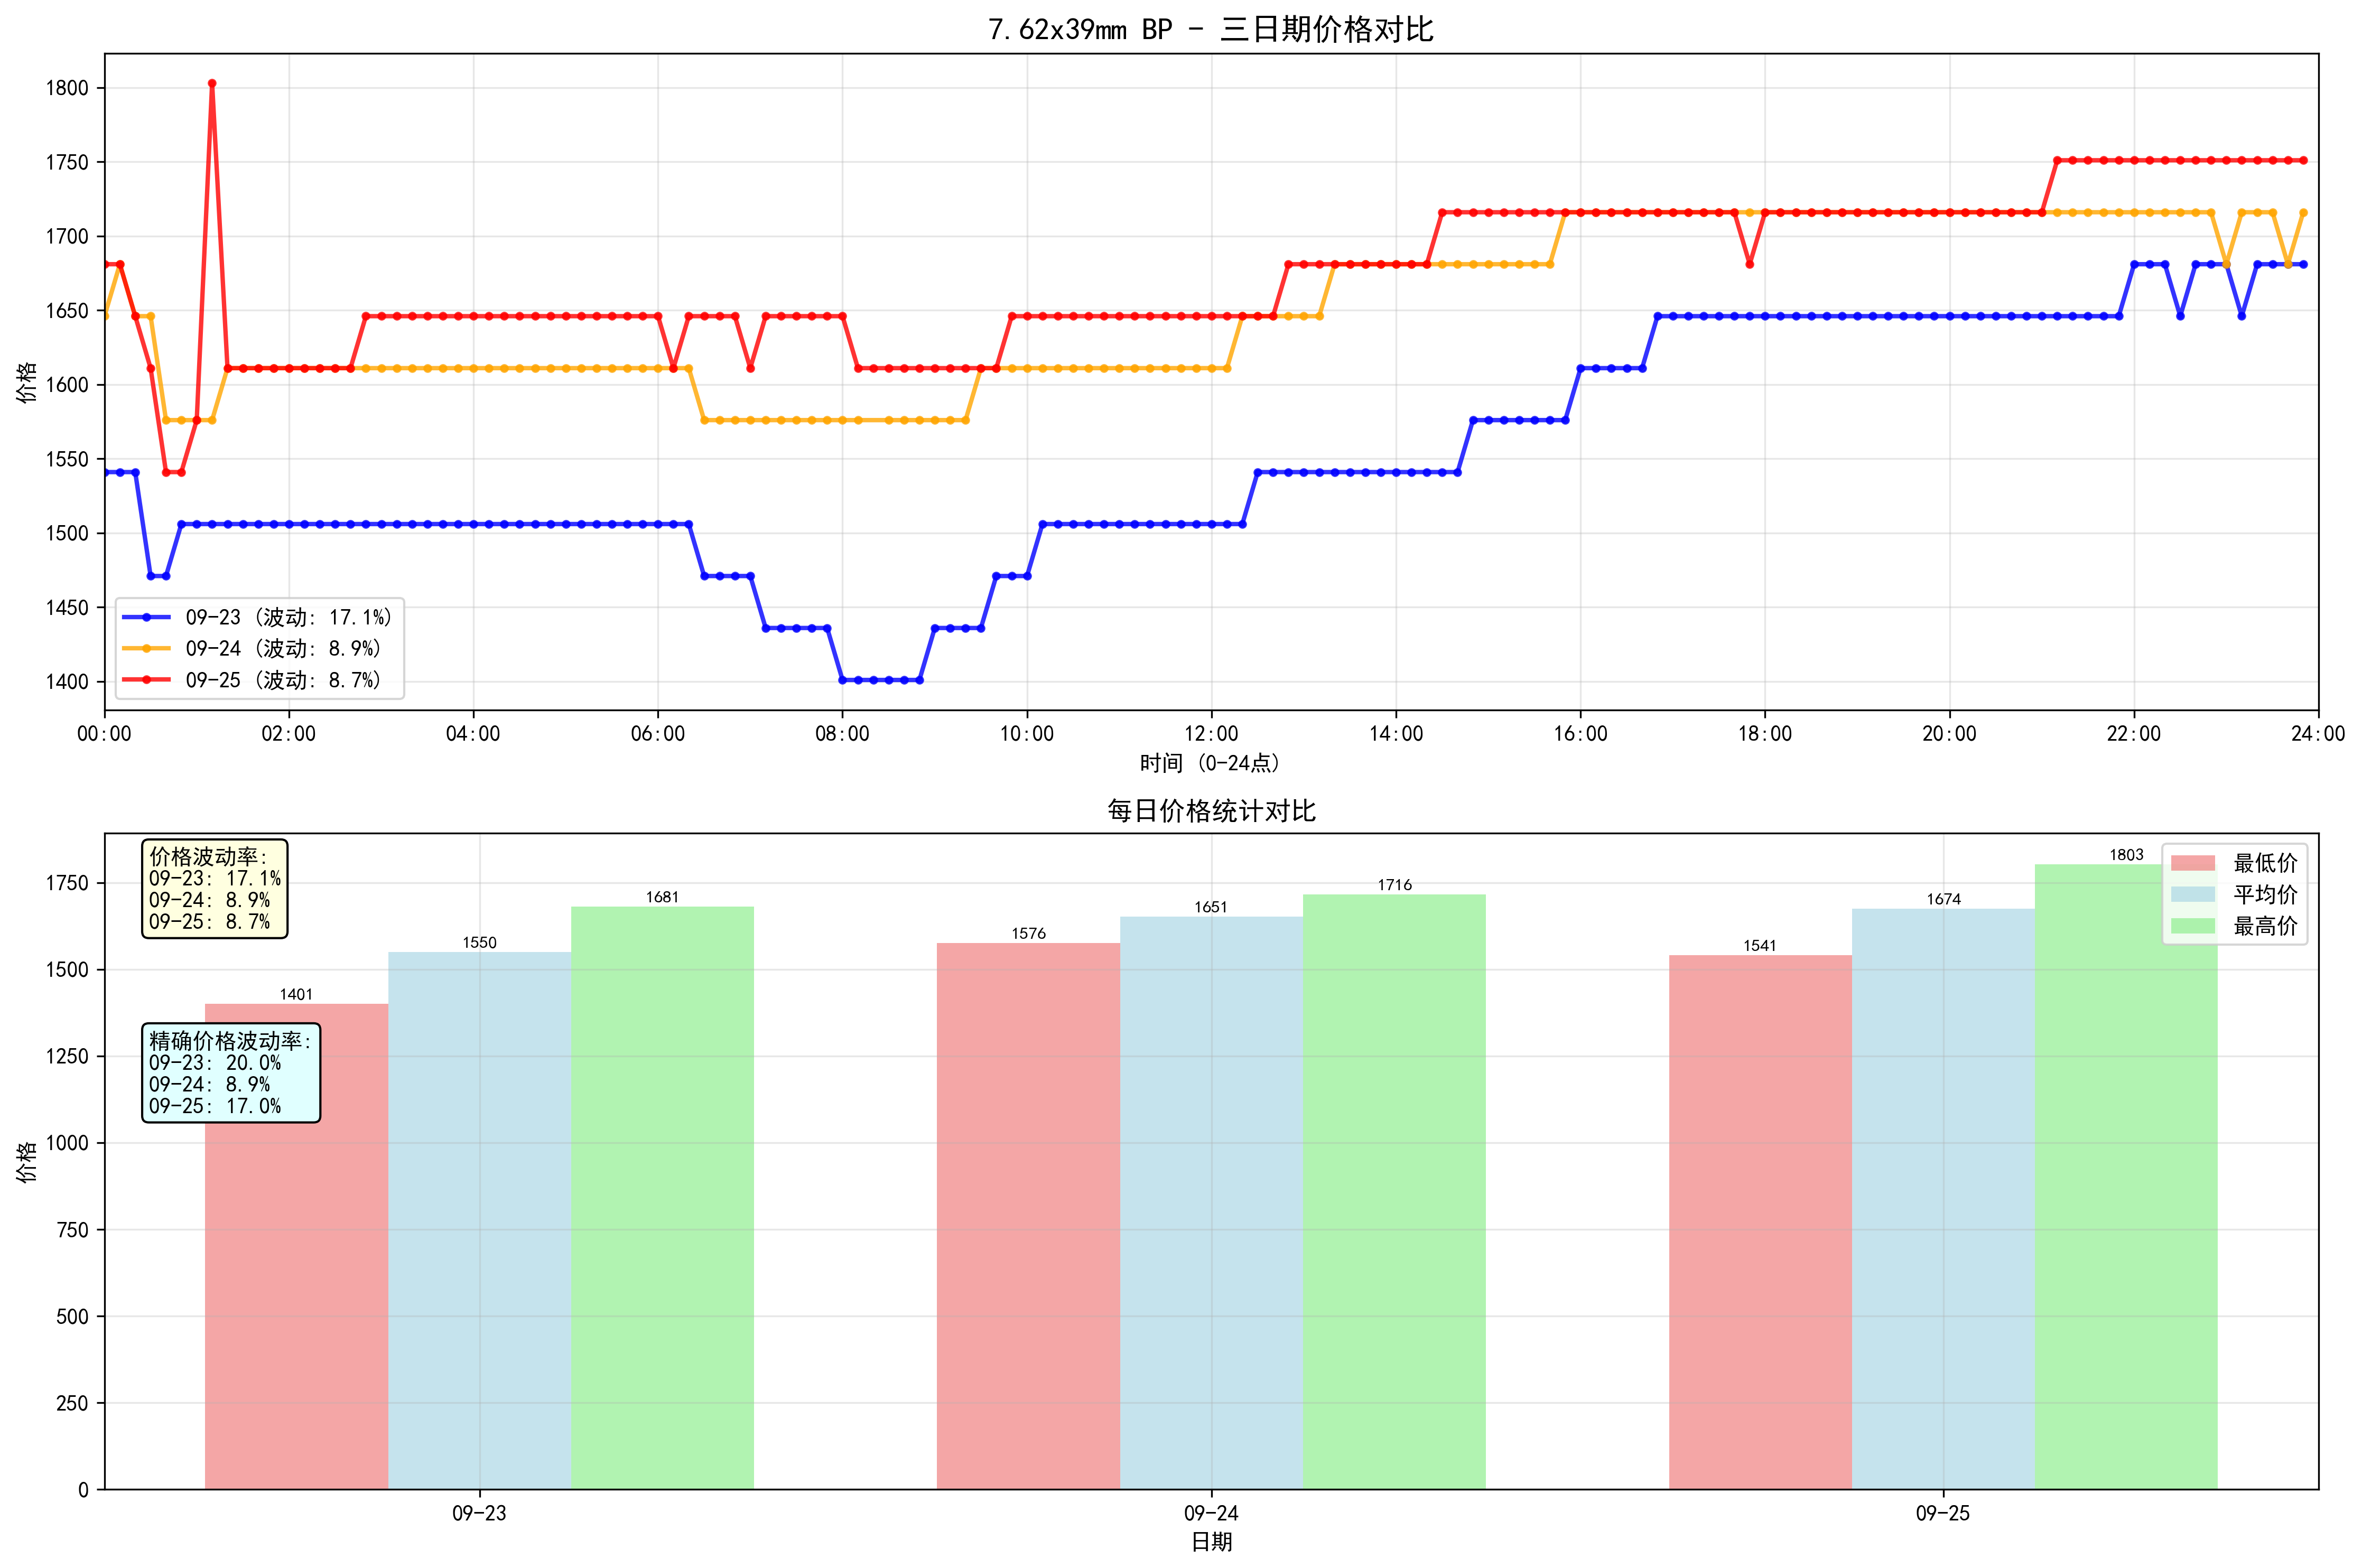 7.62x39mm BP - 三日期价格对比
价格
1800
1750
1700
1650
1600
1550
1500
1450
1400
09-23 (波动: 17.1%)
09-24 (波动: 8.9%)
09-25 (波动: 8.7%)
00:00 02:00 04:00 06:00 08:00 10:00 12:00 14:00 16:00 18:00 20:00 22:00 24:00
时间 (0-24点)
每日价格统计对比
价格
1750
1500
1250
1000
750
500
250
0
价格波动率:
09-23: 17.1%
09-24: 8.9%
09-25: 8.7%
精确价格波动率:
09-23: 20.0%
09-24: 8.9%
09-25: 17.0%
1401 1550 1681 1576 1651 1716 1541 1674 1803
最低价
平均价
最高价
09-23 09-24 09-25
日期